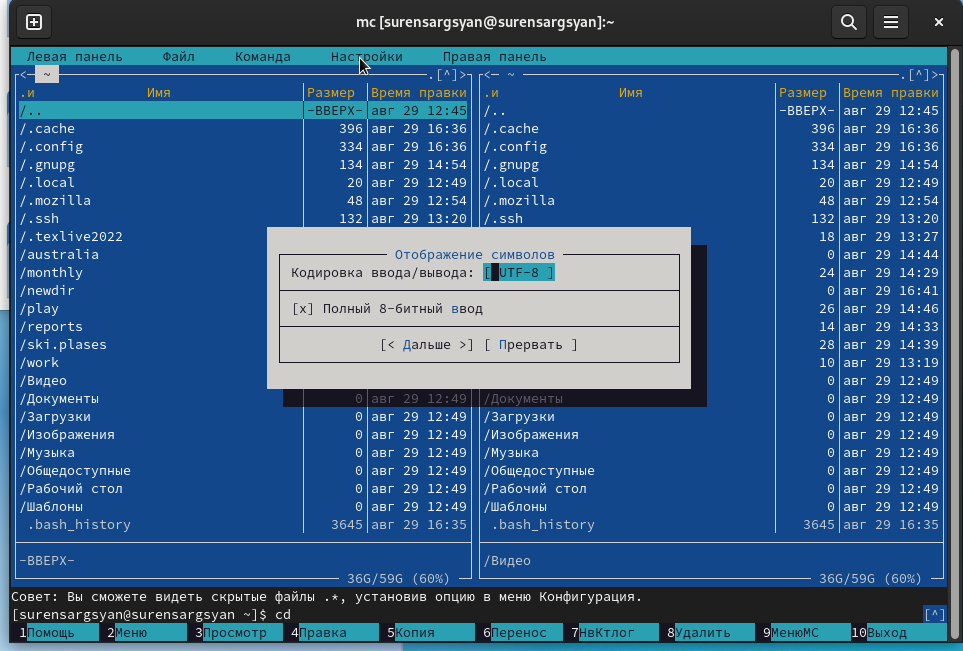 mc [surensargsyan@surensargsyan]:~
Левая панель Файл Команда Настройки Правая панель
<— ~ .[^]> <— ~ .[^]>
.и Имя Размер Время правки .и Имя Размер Время правки
/.. -ВВЕРХ- авг 29 12:45 /.. -ВВЕРХ- авг 29 12:45
/.cache 396 авг 29 16:36 /.cache 396 авг 29 16:36
/.config 334 авг 29 16:36 /.config 334 авг 29 16:36
/.gnupg 134 авг 29 14:54 /.gnupg 134 авг 29 14:54
/.local 20 авг 29 12:49 /.local 20 авг 29 12:49
/.mozilla 48 авг 29 12:54 /.mozilla 48 авг 29 12:54
/.ssh 132 авг 29 13:20 /.ssh 132 авг 29 13:20
/.texlive2022 18 авг 29 13:27
/australia Отображение символов 0 авг 29 14:44
/monthly Кодировка ввода/вывода: [ UTF-8 ] 24 авг 29 14:29
/newdir 0 авг 29 16:41
/play [x] Полный 8-битный ввод 26 авг 29 14:46
/reports 14 авг 29 14:33
/ski.plases [< Дальше >] [ Прервать ] 28 авг 29 14:39
/work 10 авг 29 13:19
/Видео 0 авг 29 12:49
/Документы 0 авг 29 12:49 /Документы 0 авг 29 12:49
/Загрузки 0 авг 29 12:49 /Загрузки 0 авг 29 12:49
/Изображения 0 авг 29 12:49 /Изображения 0 авг 29 12:49
/Музыка 0 авг 29 12:49 /Музыка 0 авг 29 12:49
/Общедоступные 0 авг 29 12:49 /Общедоступные 0 авг 29 12:49
/Рабочий стол 0 авг 29 12:49 /Рабочий стол 0 авг 29 12:49
/Шаблоны 0 авг 29 12:49 /Шаблоны 0 авг 29 12:49
.bash_history 3645 авг 29 16:35 .bash_history 3645 авг 29 16:35
-ВВЕРХ- /Видео
36G/59G (60%) 36G/59G (60%)
Совет: Вы сможете видеть скрытые файлы .*, установив опцию в меню Конфигурация.
[surensargsyan@surensargsyan ~]$ cd [^]
1Помощь 2Меню 3Просмотр 4Правка 5Копия 6Перенос 7НвКтлог 8Удалить 9МенюМС 10Выход